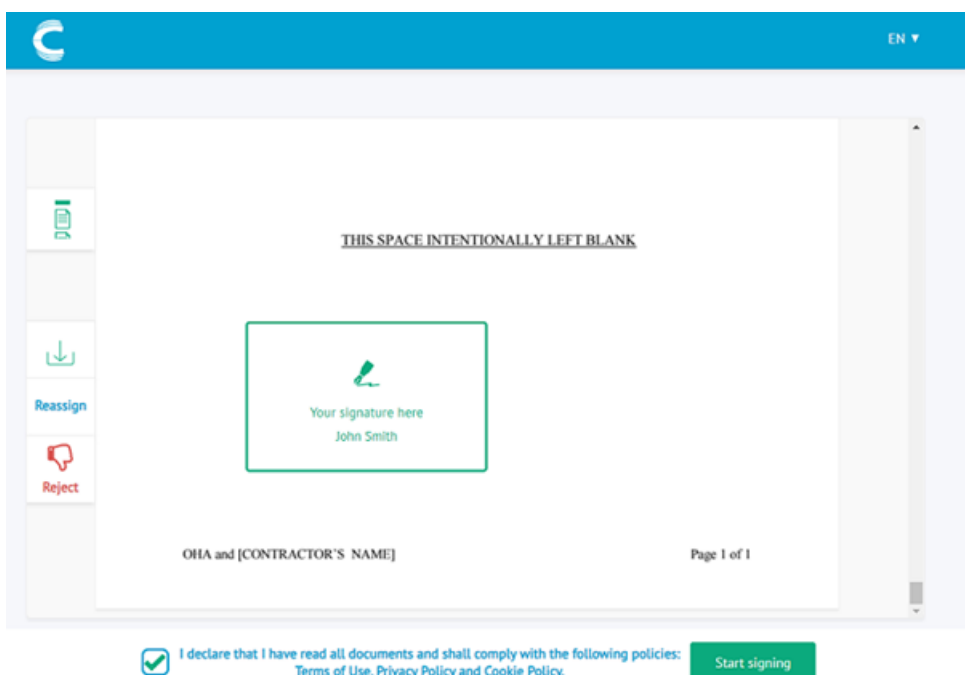 EN ▼
THIS SPACE INTENTIONALLY LEFT BLANK
Your signature here
John Smith
Reassign
Reject
OHA and [CONTRACTOR'S NAME]
Page 1 of 1
I declare that I have read all documents and shall comply with the following policies:
Terms of Use, Privacy Policy and Cookie Policy.
Start signing